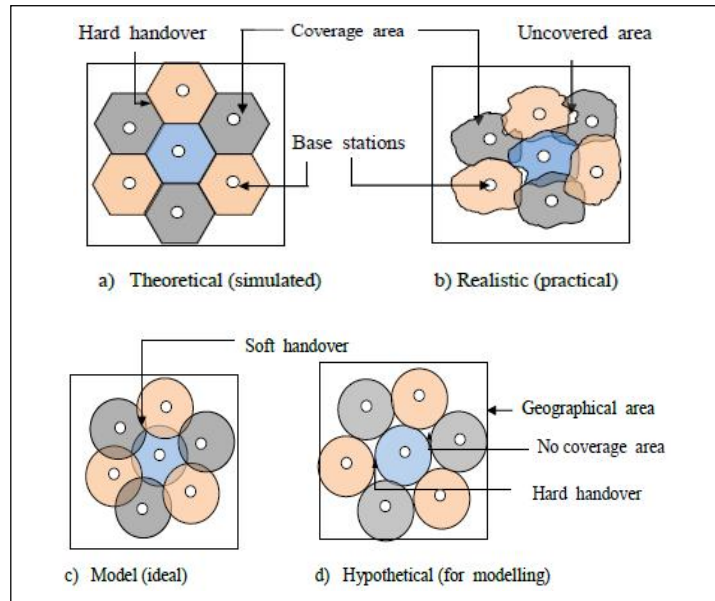 Hard handover
Coverage area
Uncovered area
Base stations
a) Theoretical (simulated)
b) Realistic (practical)
Soft handover
Geographical area
No coverage area
Hard handover
c) Model (ideal)
d) Hypothetical (for modelling)